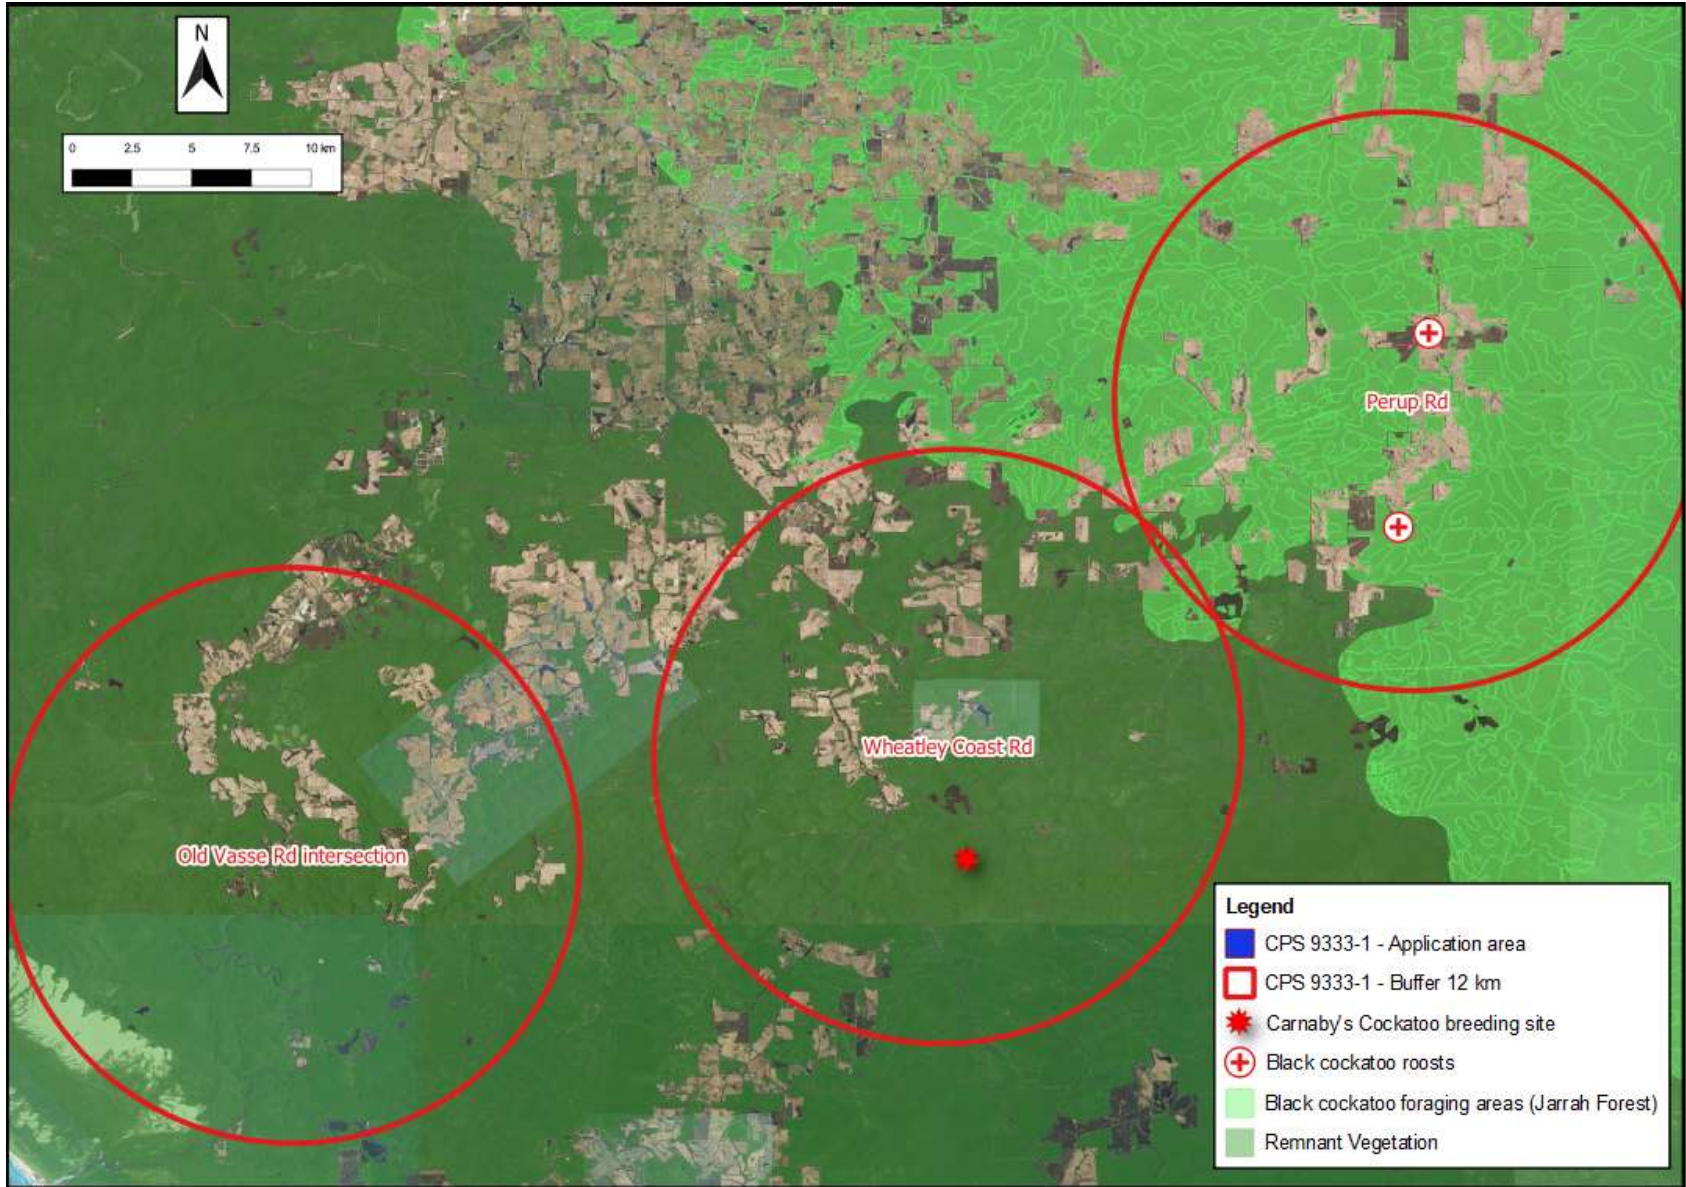 N
0 2.5 5 7.5 10 km
Perup Rd
Wheatley Coast Rd
Old Vasse Rd intersection
Legend
CPS 9333-1 - Application area
CPS 9333-1 - Buffer 12 km
Carnaby's Cockatoo breeding site
Black cockatoo roosts
Black cockatoo foraging areas (Jarrah Forest)
Remnant Vegetation